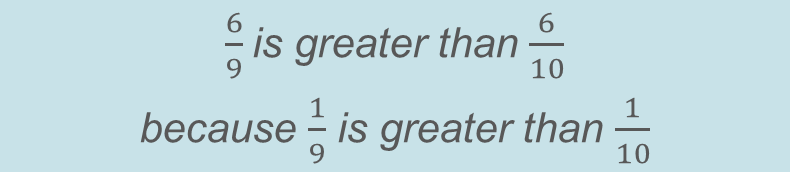 6/9 is greater than 6/10
because 1/9 is greater than 1/10